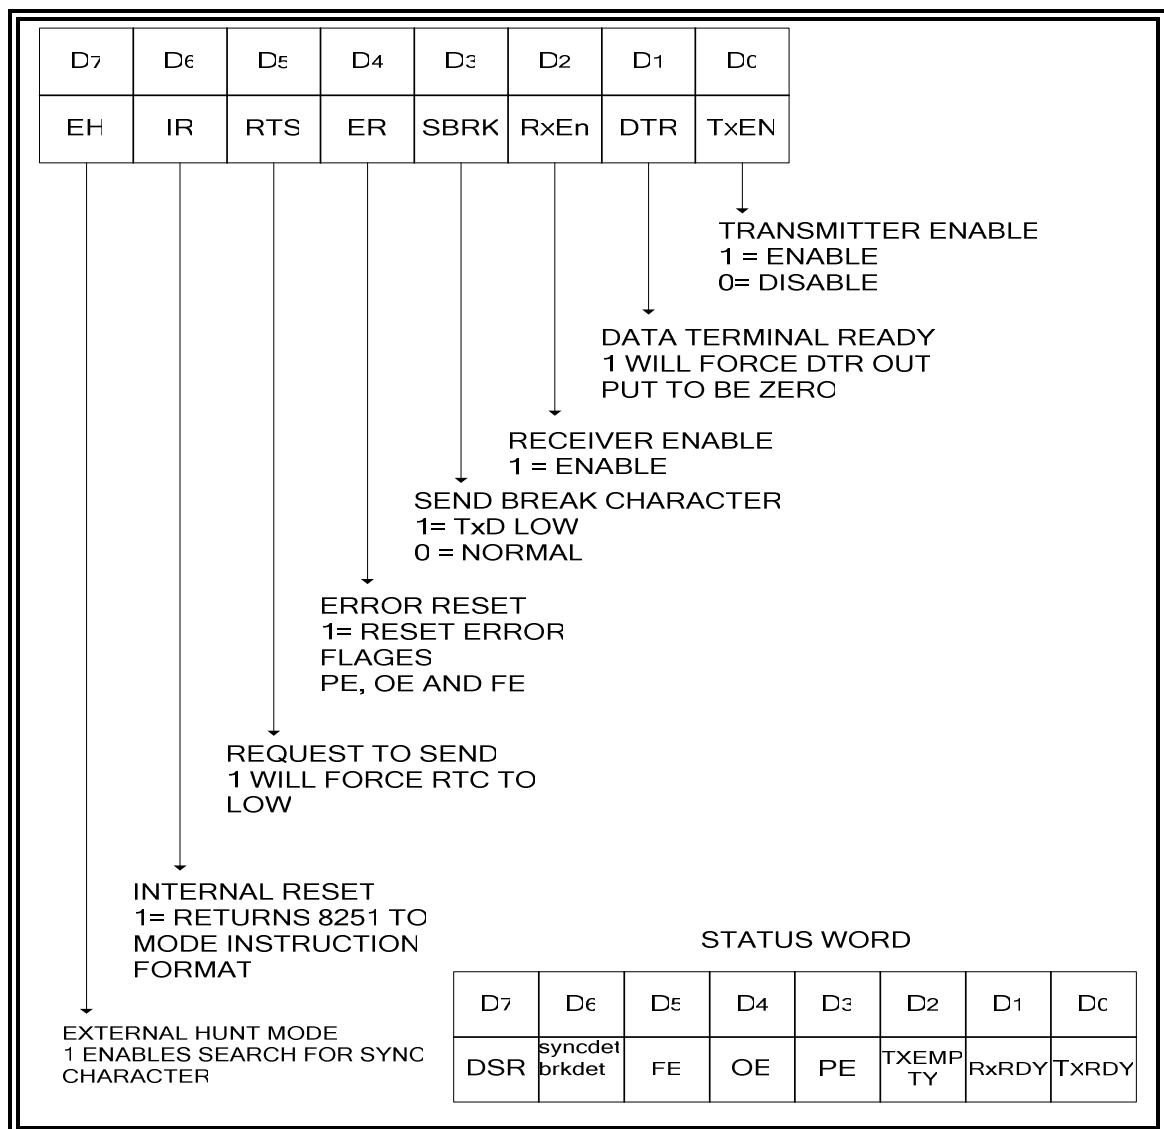 D7 D6 D5 D4 D3 D2 D1 D0
EH IR RTS ER SBRK RxEn DTR TxEN
TRANSMITTER ENABLE
1 = ENABLE
0= DISABLE
DATA TERMINAL READY
1 WILL FORCE DTR OUT
PUT TO BE ZERO
RECEIVER ENABLE
1 = ENABLE
SEND BREAK CHARACTER
1= TxD LOW
0 = NORMAL
ERROR RESET
1= RESET ERROR
FLAGES
PE, OE AND FE
REQUEST TO SEND
1 WILL FORCE RTC TO
LOW
INTERNAL RESET
1= RETURNS 8251 TO
MODE INSTRUCTION
FORMAT
EXTERNAL HUNT MODE
1 ENABLES SEARCH FOR SYNC
CHARACTER
STATUS WORD
D7 D6 D5 D4 D3 D2 D1 D0
DSR syncdet brkdet FE OE PE TXEMP TY RxRDY TxRDY